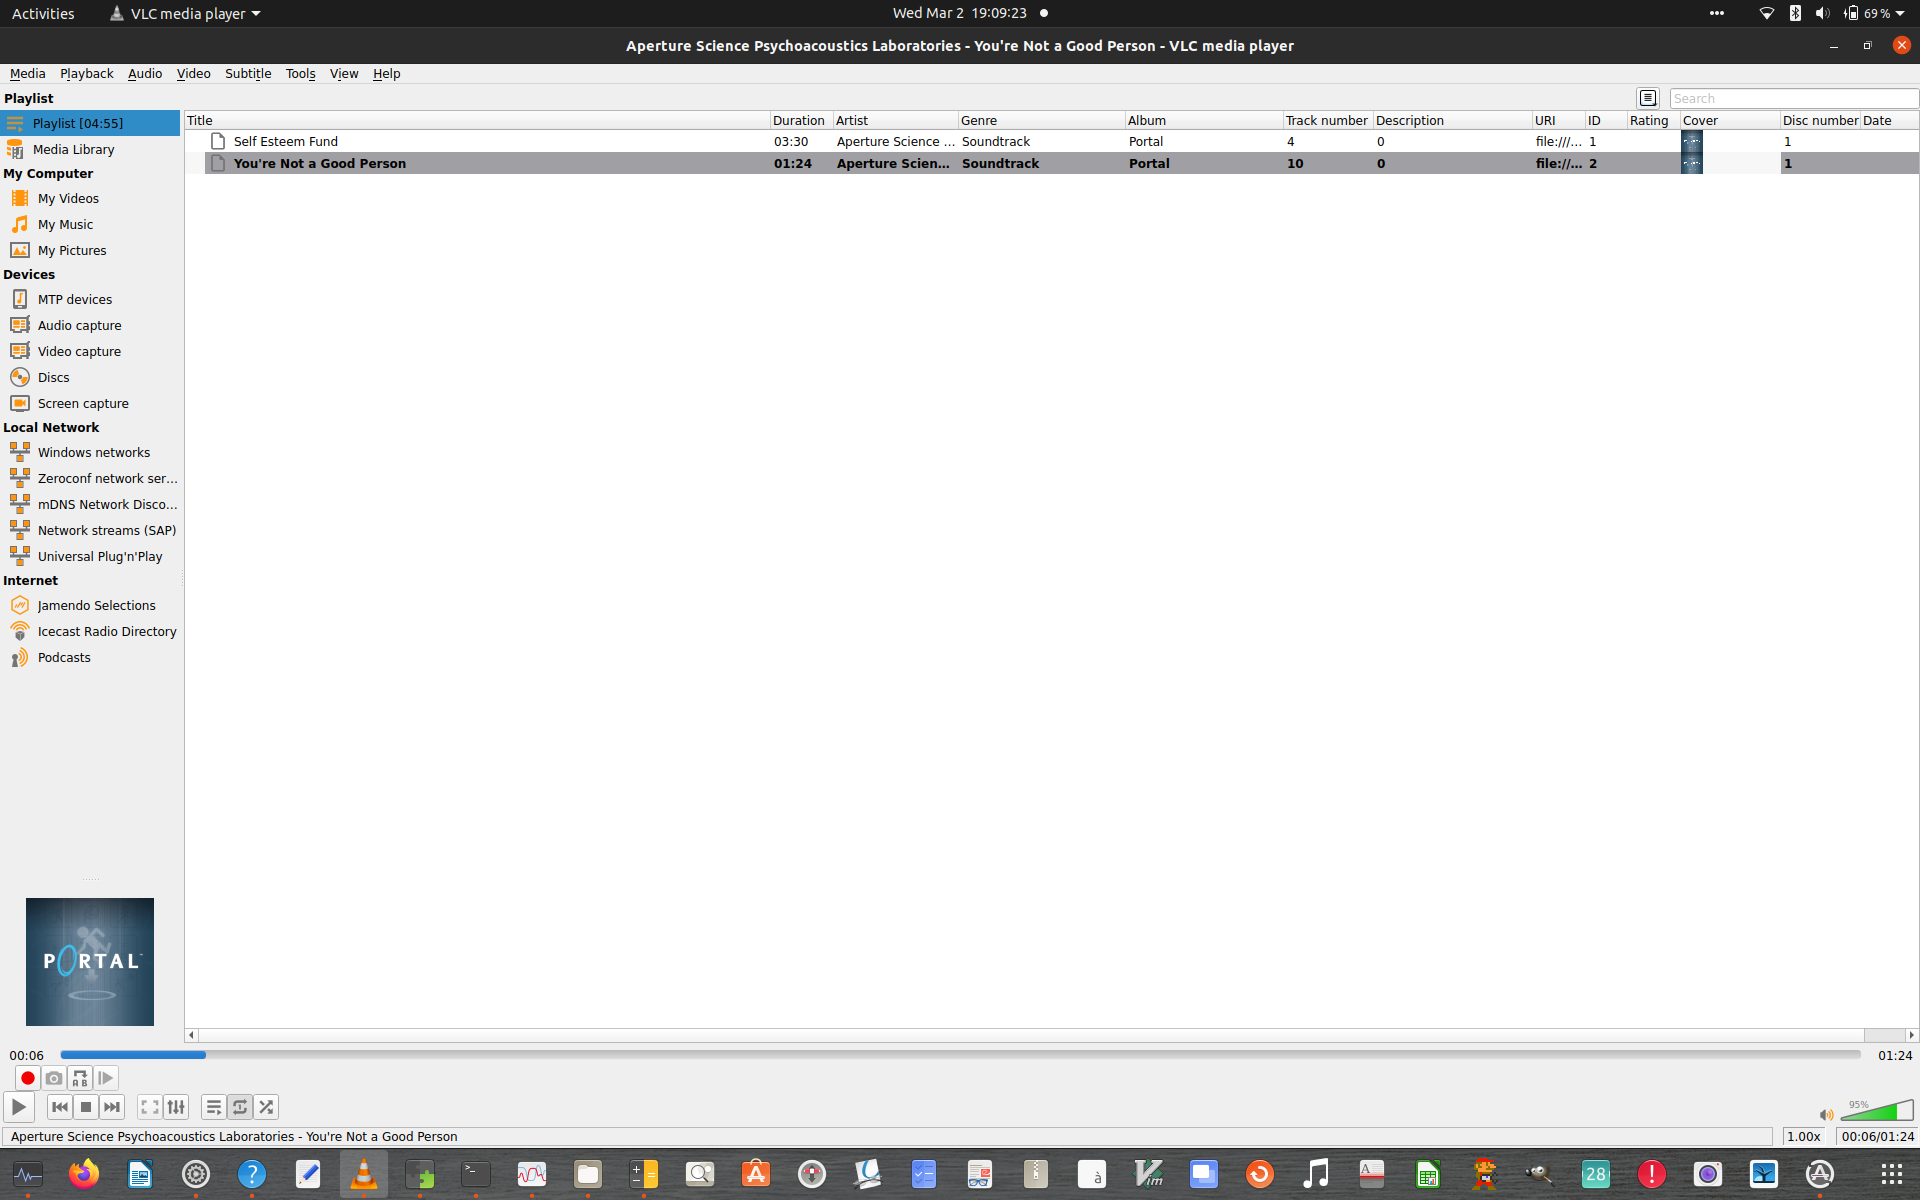 Activities VLC media player Wed Mar 2 19:09:23 69 %
Aperture Science Psychoacoustics Laboratories - You're Not a Good Person - VLC media player
Media Playback Audio Video Subtitle Tools View Help
Playlist
Search
Playlist [04:55]
Media Library
My Computer
My Videos
My Music
My Pictures
Devices
MTP devices
Audio capture
Video capture
Discs
Screen capture
Local Network
Windows networks
Zeroconf network ser...
mDNS Network Disco...
Network streams (SAP)
Universal Plug'n'Play
Internet
Jamendo Selections
Icecast Radio Directory
Podcasts
Title Duration Artist Genre Album Track number Description URI ID Rating Cover Disc number Date
Self Esteem Fund 03:30 Aperture Science ... Soundtrack Portal 4 0 file:///... 1 1
You're Not a Good Person 01:24 Aperture Scien... Soundtrack Portal 10 0 file://... 2 1
PORTAL
00:06 01:24
A B
95%
Aperture Science Psychoacoustics Laboratories - You're Not a Good Person 1.00x 00:06/01:24
? >_ A à Vim A 28 !